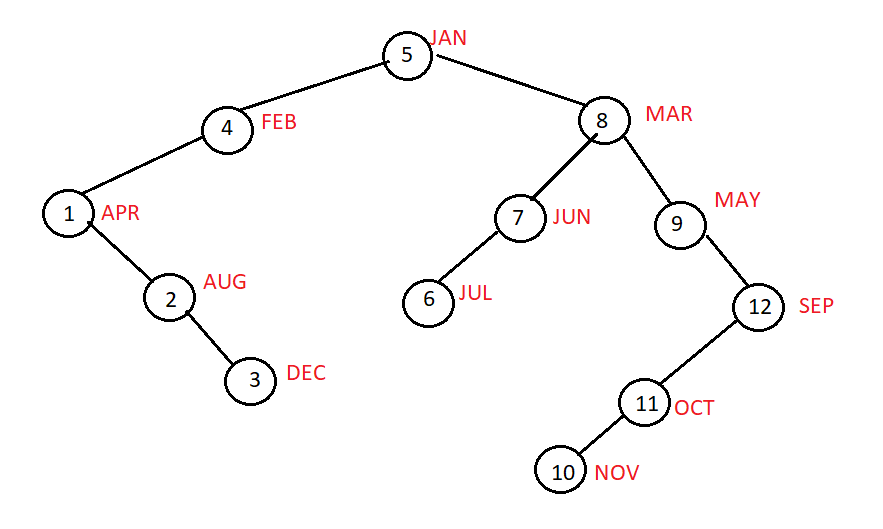 5 JAN
4 FEB
8 MAR
1 APR
7 JUN
9 MAY
2 AUG
6 JUL
12 SEP
3 DEC
11 OCT
10 NOV